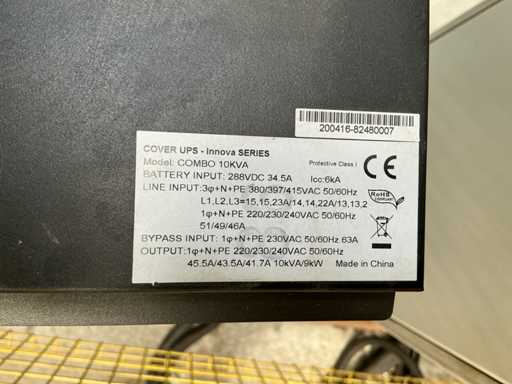 200416-82480007
COVER UPS - Innova SERIES
Model: COMBO 10KVA
Protective Class I
CE
BATTERY INPUT: 288VDC 34.5A Icc:6kA
LINE INPUT:3φ+N+PE 380/397/415VAC 50/60Hz
L1,L2,L3=15,15,23A/14,14,22A/13,13,2
RoHS
COMPLIANT
1φ+N+PE 220/230/240VAC 50/60Hz
51/49/46A
BYPASS INPUT: 1φ+N+PE 230VAC 50/60Hz 63A
OUTPUT:1φ+N+PE 220/230/240VAC 50/60Hz
45.5A/43.5A/41.7A 10kVA/9kW Made in China